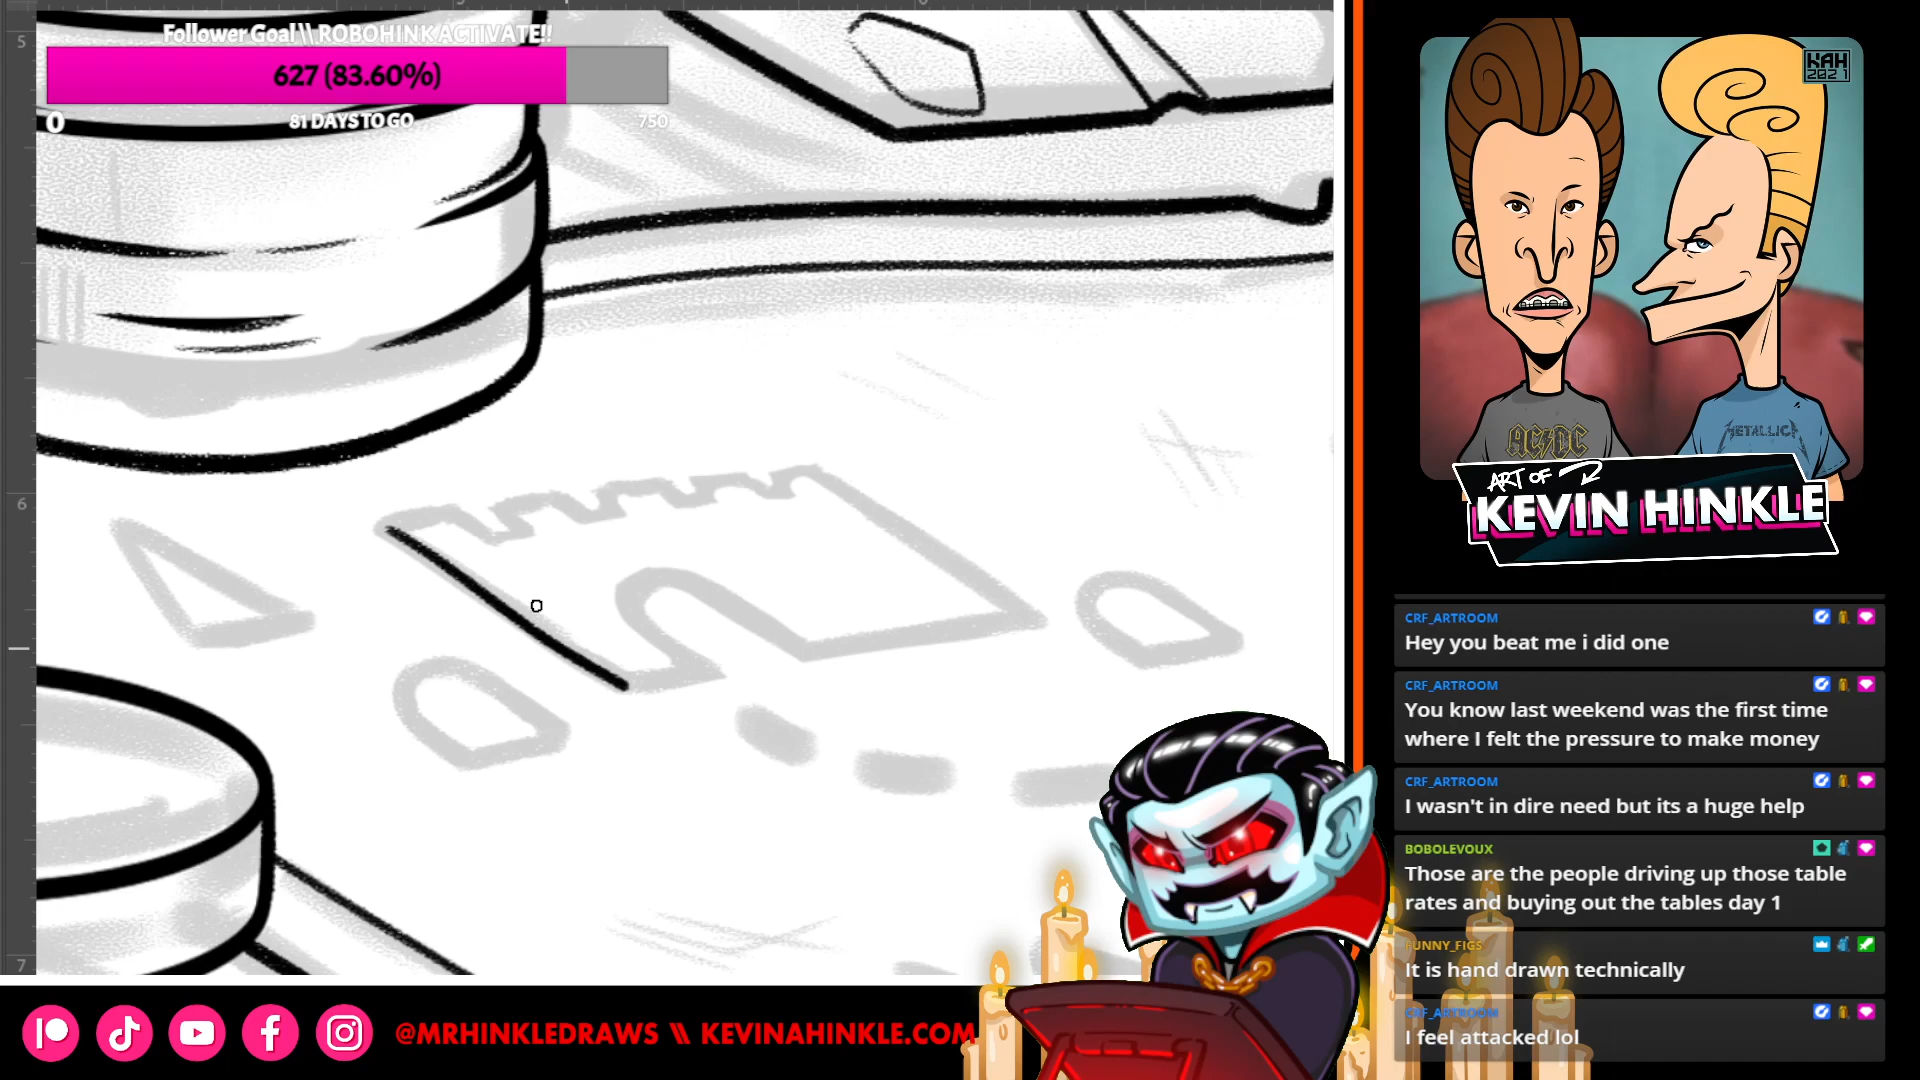 Follower Goal \\ ROBOHINK ACTIVATE!!
627 (83.60%)
0
81 DAYS TO GO
750
5
6
7
KAH
2021
AC/DC
METALLICA
ART OF
KEVIN HINKLE
CRF_ARTROOM
Hey you beat me i did one
CRF_ARTROOM
You know last weekend was the first time
where I felt the pressure to make money
CRF_ARTROOM
I wasn't in dire need but its a huge help
BOBOLEVOUX
Those are the people driving up those table
rates and buying out the tables day 1
FUNNY_FIGS
It is hand drawn technically
CRF_ARTROOM
I feel attacked lol
@MRHINKLEDRAWS \\ KEVINAHINKLE.COM